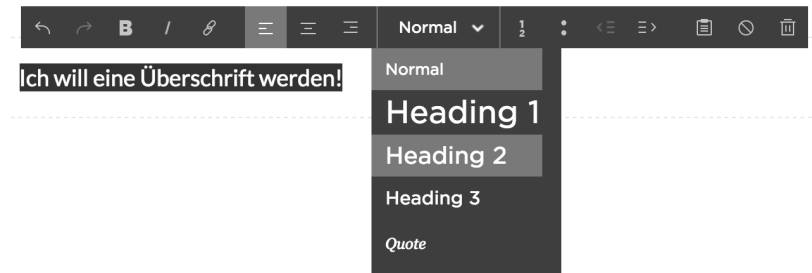 B I Normal 1 2
Ich will eine Überschrift werden!
Normal
Heading 1
Heading 2
Heading 3
Quote